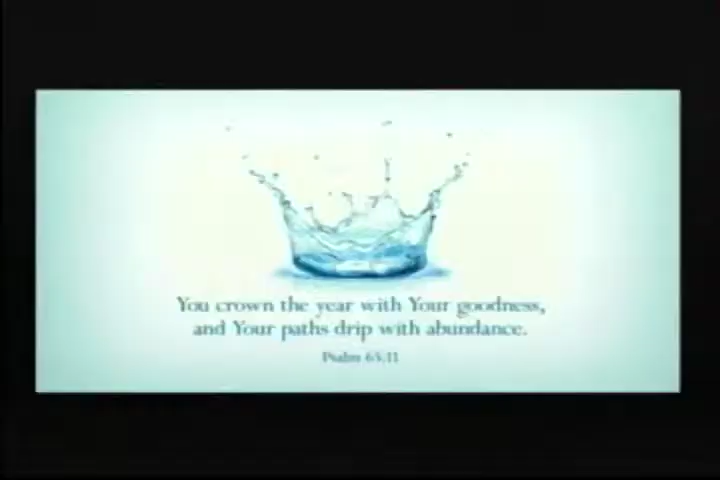 You crown the year with Your goodness,
and Your paths drip with abundance.
Psalm 65:11